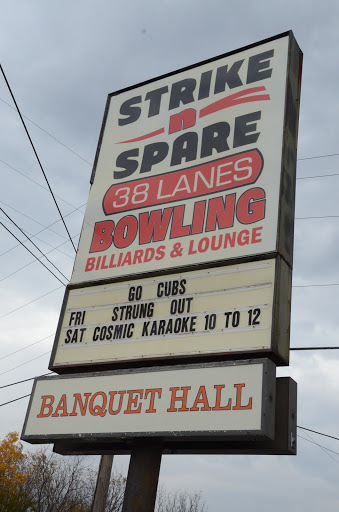 STRIKE
n
SPARE
38 LANES
BOWLING
BILLIARDS & LOUNGE
GO CUBS
FRI STRUNG OUT
SAT COSMIC KARAOKE 10 TO 12
BANQUET HALL